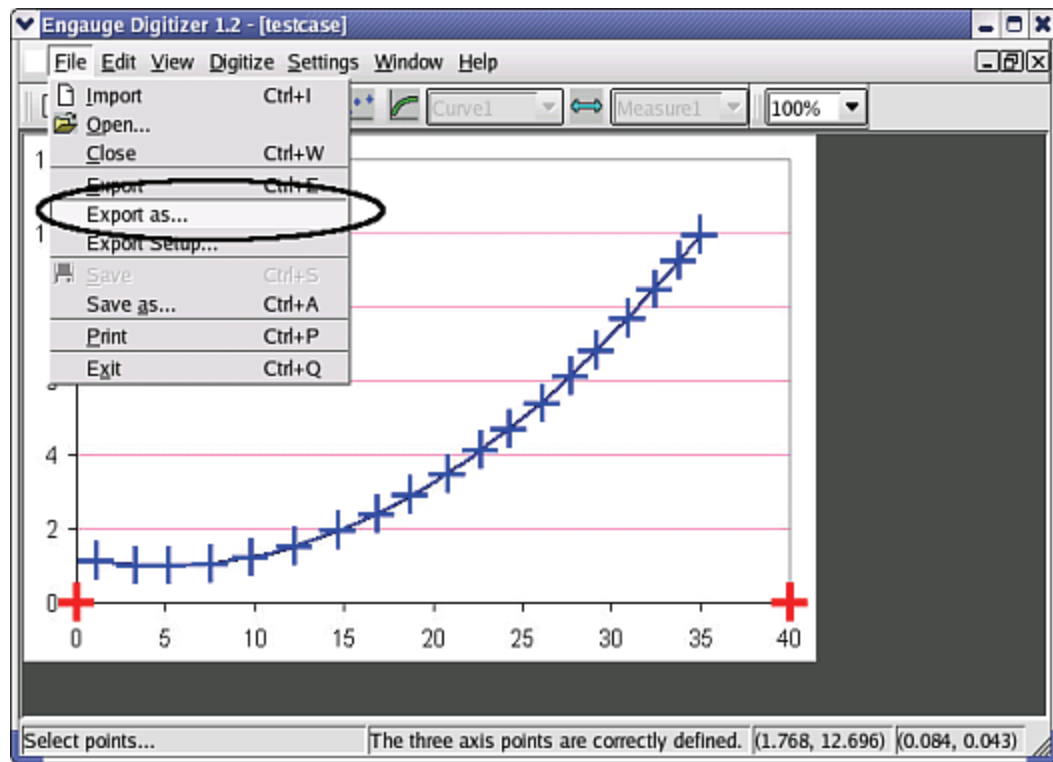 Engauge Digitizer 1.2 - [testcase]
File Edit View Digitize Settings Window Help
Import Ctrl+I
Curve1 Measure1 100%
Open...
Close Ctrl+W
Export Ctrl+E
Export as...
Export Setup...
Save Ctrl+S
Save as... Ctrl+A
Print Ctrl+P
Exit Ctrl+Q
4
2
0
0 5 10 15 20 25 30 35 40
Select points... The three axis points are correctly defined. (1.768, 12.696) (0.084, 0.043)